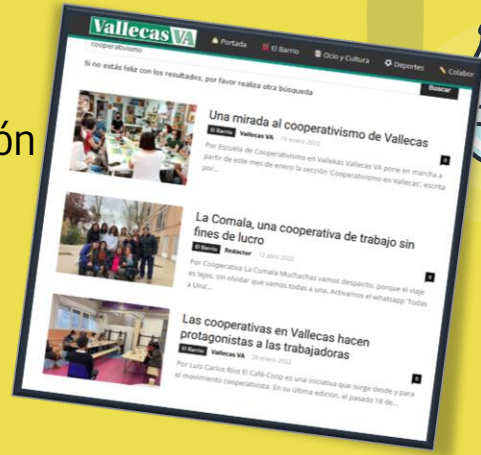 Vallecas VA
Portada El Barrio Ocio y Cultura Deportes Colabor
cooperativismo
Buscar
Si no estás feliz con los resultados, por favor realiza otra búsqueda
ón
Una mirada al cooperativismo de Vallecas
El Barrio Vallecas VA 19 enero 2022
0
Por Escuela de Cooperativismo en Vallekas Vallecas VA pone en marcha a
partir de este mes de enero la sección 'Cooperativismo en Vallecas', escrita
por...
La Comala, una cooperativa de trabajo sin
fines de lucro
El Barrio Redactor 12 abril 2022
0
Por Cooperativa La Comala Muchachas vamos despacito, porque el viaje
es lejos, sin olvidar que vamos todas a una. Activamos el whatsapp 'Todas
a Una'...
Las cooperativas en Vallecas hacen
protagonistas a las trabajadoras
El Barrio Vallecas VA 26 enero 2022
0
Por Luis Carlos Ríos El Café-Coop es una iniciativa que surge desde y para
el movimiento cooperativista. En su última edición, el pasado 18 de...